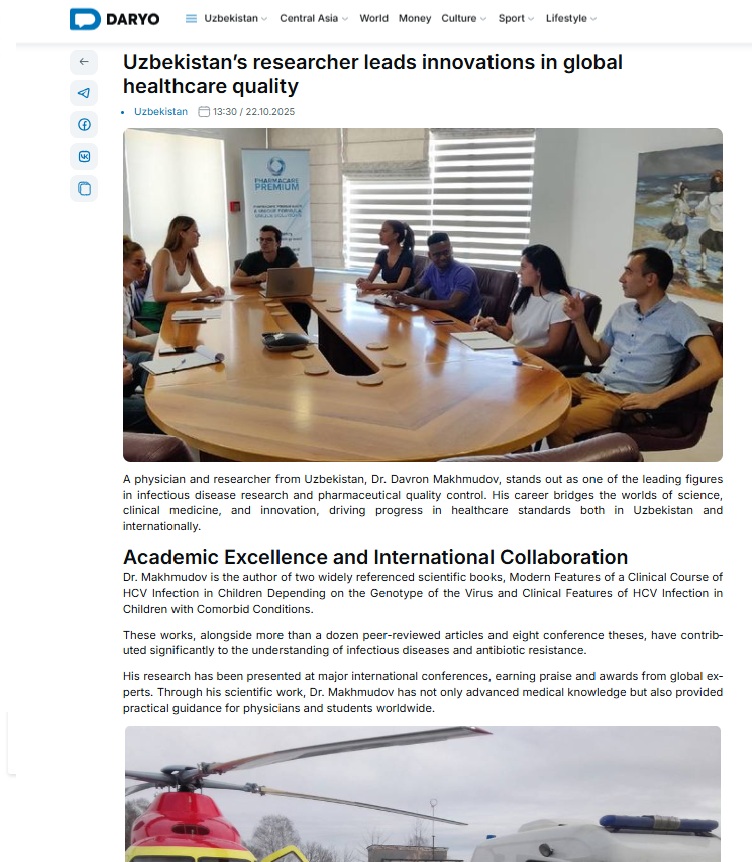 DARYO
Uzbekistan
Central Asia
World
Money
Culture
Sport
Lifestyle
Uzbekistan’s researcher leads innovations in global
healthcare quality
Uzbekistan
13:30 / 22.10.2025
PHARMACARE
PREMIUM
A physician and researcher from Uzbekistan, Dr. Davron Makhmudov, stands out as one of the leading figures
in infectious disease research and pharmaceutical quality control. His career bridges the worlds of science,
clinical medicine, and innovation, driving progress in healthcare standards both in Uzbekistan and
internationally.
Academic Excellence and International Collaboration
Dr. Makhmudov is the author of two widely referenced scientific books, Modern Features of a Clinical Course of
HCV Infection in Children Depending on the Genotype of the Virus and Clinical Features of HCV Infection in
Children with Comorbid Conditions.
These works, alongside more than a dozen peer-reviewed articles and eight conference theses, have contrib-
uted significantly to the understanding of infectious diseases and antibiotic resistance.
His research has been presented at major international conferences, earning praise and awards from global ex-
perts. Through his scientific work, Dr. Makhmudov has not only advanced medical knowledge but also provided
practical guidance for physicians and students worldwide.